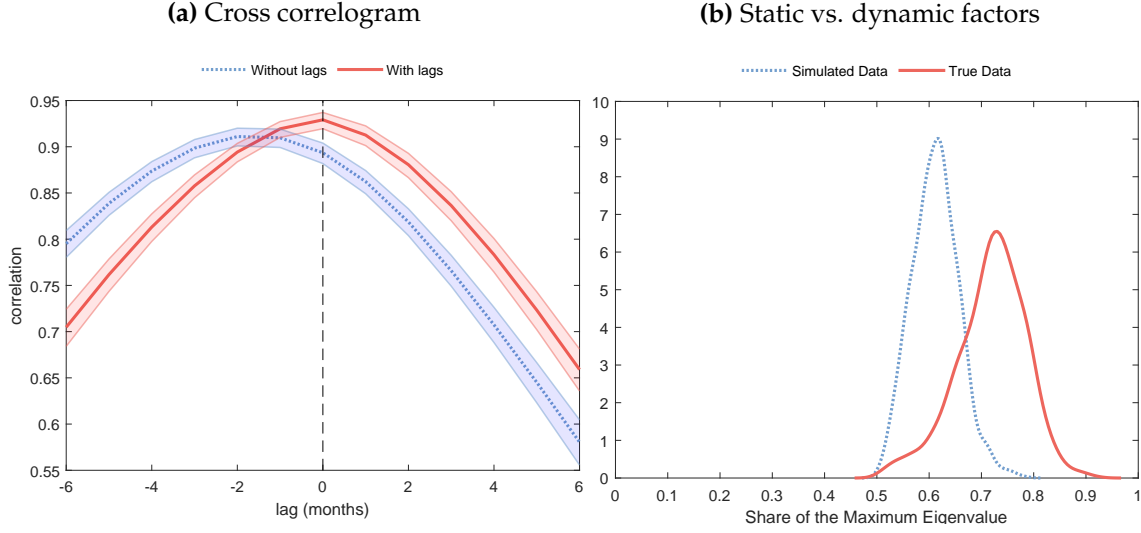 (a) Cross correlogram
Without lags With lags
0.95
0.9
0.85
0.8
0.75
0.7
0.65
0.6
0.55
correlation
-6 -4 -2 0 2 4 6
lag (months)
(b) Static vs. dynamic factors
Simulated Data True Data
10
9
8
7
6
5
4
3
2
1
0
0 0.1 0.2 0.3 0.4 0.5 0.6 0.7 0.8 0.9 1
Share of the Maximum Eigenvalue